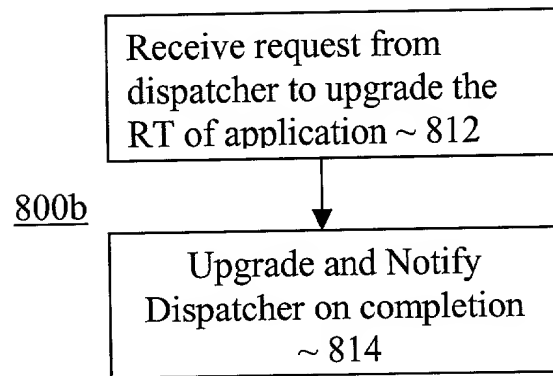 Receive request from
dispatcher to upgrade the
RT of application ~ 812
800b
Upgrade and Notify
Dispatcher on completion
~ 814